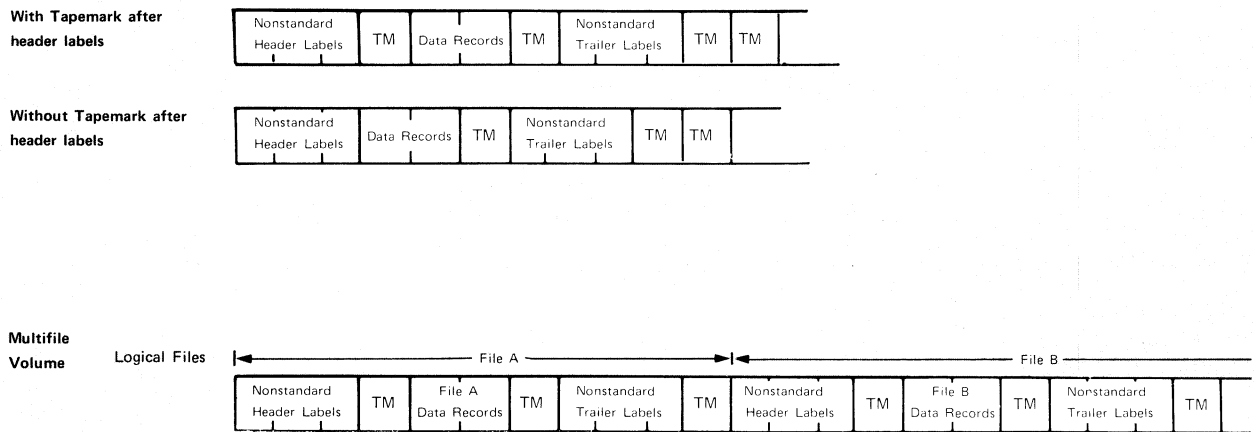 With Tapemark after
header labels
Nonstandard
Header Labels
TM
Data Records
TM
Nonstandard
Trailer Labels
TM
TM
Without Tapemark after
header labels
Nonstandard
Header Labels
Data Records
TM
Nonstandard
Trailer Labels
TM
TM
Multifile
Volume
Logical Files
File A
File B
Nonstandard
Header Labels
TM
File A
Data Records
TM
Nonstandard
Trailer Labels
TM
Nonstandard
Header Labels
TM
File B
Data Records
TM
Nonstandard
Trailer Labels
TM